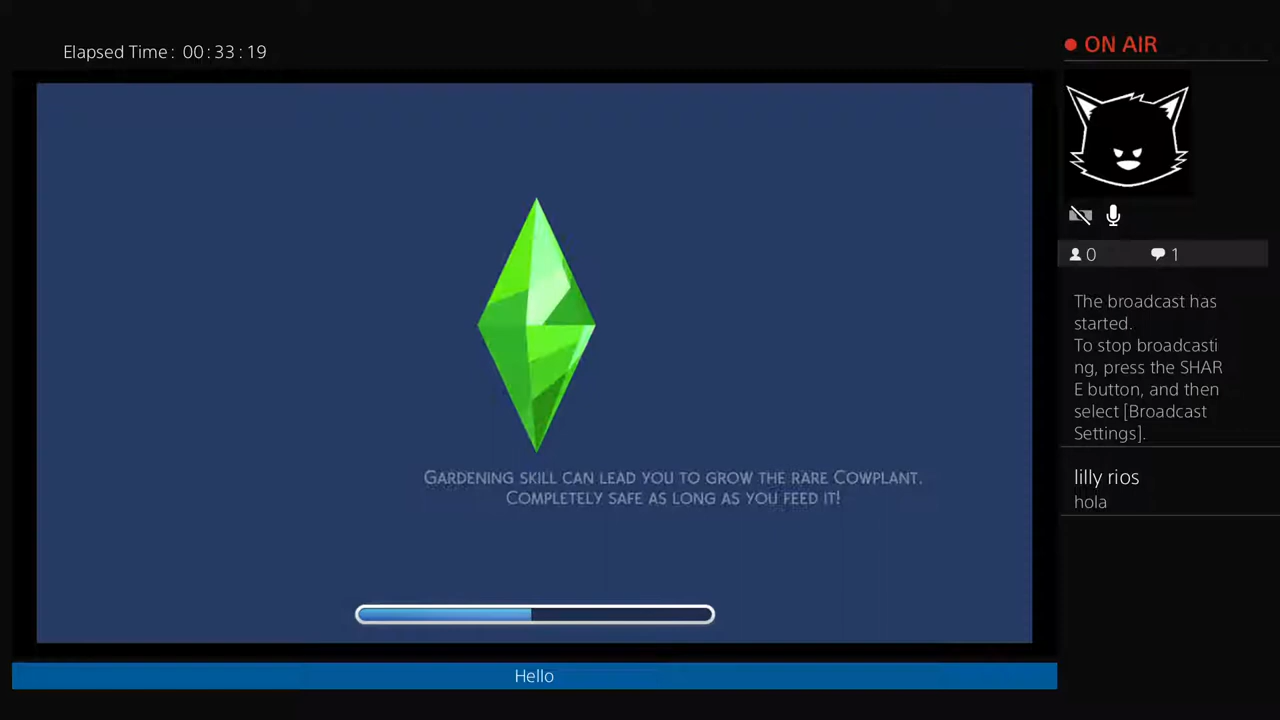 Elapsed Time: 00:33:19
ON AIR
0
1
The broadcast has
started.
To stop broadcasti
ng, press the SHAR
E button, and then
select [Broadcast
Settings].
lilly rios
hola
GARDENING SKILL CAN LEAD YOU TO GROW THE RARE COWPLANT.
COMPLETELY SAFE AS LONG AS YOU FEED IT!
Hello